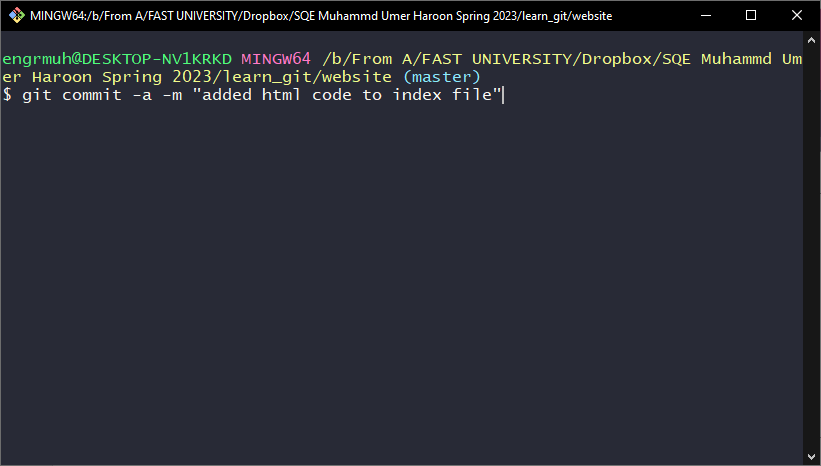 MINGW64:/b/From A/FAST UNIVERSITY/Dropbox/SQE Muhammd Umer Haroon Spring 2023/learn_git/website
engrmuh@DESKTOP-NV1KRKD MINGW64 /b/From A/FAST UNIVERSITY/Dropbox/SQE Muhammd Um
er Haroon Spring 2023/learn_git/website (master)
$ git commit -a -m "added html code to index file"